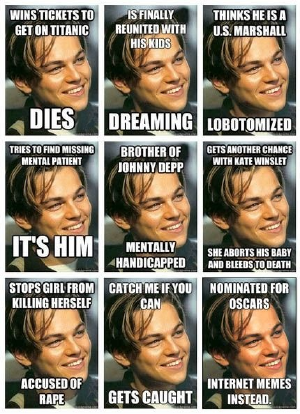 WINS TICKETS TO
GET ON TITANIC
DIES
IS FINALLY
REUNITED WITH
HIS KIDS
DREAMING
THINKS HE IS A
U.S. MARSHALL
LOBOTOMIZED
TRIES TO FIND MISSING
MENTAL PATIENT
IT'S HIM
BROTHER OF
JOHNNY DEPP
MENTALLY
HANDICAPPED
GETS ANOTHER CHANCE
WITH KATE WINSLET
SHE ABORTS HIS BABY
AND BLEEDS TO DEATH
STOPS GIRL FROM
KILLING HERSELF
ACCUSED OF
RAPE
CATCH ME IF YOU
CAN
GETS CAUGHT
NOMINATED FOR
OSCARS
INTERNET MEMES
INSTEAD.